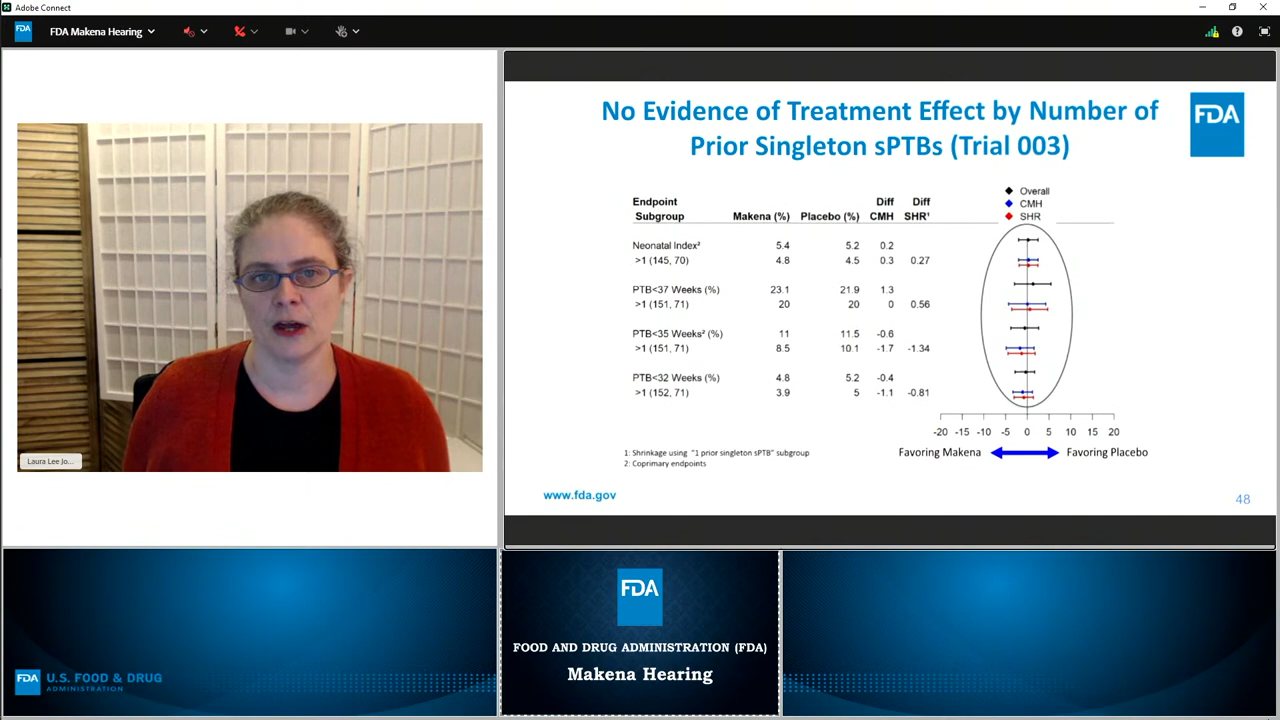 Adobe Connect
FDA
FDA Makena Hearing
No Evidence of Treatment Effect by Number of
Prior Singleton sPTBs (Trial 003)
FDA
Overall
CMH
SHR
Endpoint Diff Diff
Subgroup Makena (%) Placebo (%) CMH SHR¹
Neonatal Index² 5.4 5.2 0.2
>1 (145, 70) 4.8 4.5 0.3 0.27
PTB<37 Weeks (%) 23.1 21.9 1.3
>1 (151, 71) 20 20 0 0.56
PTB<35 Weeks² (%) 11 11.5 -0.6
>1 (151, 71) 8.5 10.1 -1.7 -1.34
PTB<32 Weeks (%) 4.8 5.2 -0.4
>1 (152, 71) 3.9 5 -1.1 -0.81
-20 -15 -10 -5 0 5 10 15 20
Favoring Makena Favoring Placebo
1: Shrinkage using "1 prior singleton sPTB" subgroup
2: Coprimary endpoints
www.fda.gov
48
Laura Lee Jo...
FDA U.S. FOOD & DRUG
ADMINISTRATION
FDA
FOOD AND DRUG ADMINISTRATION (FDA)
Makena Hearing